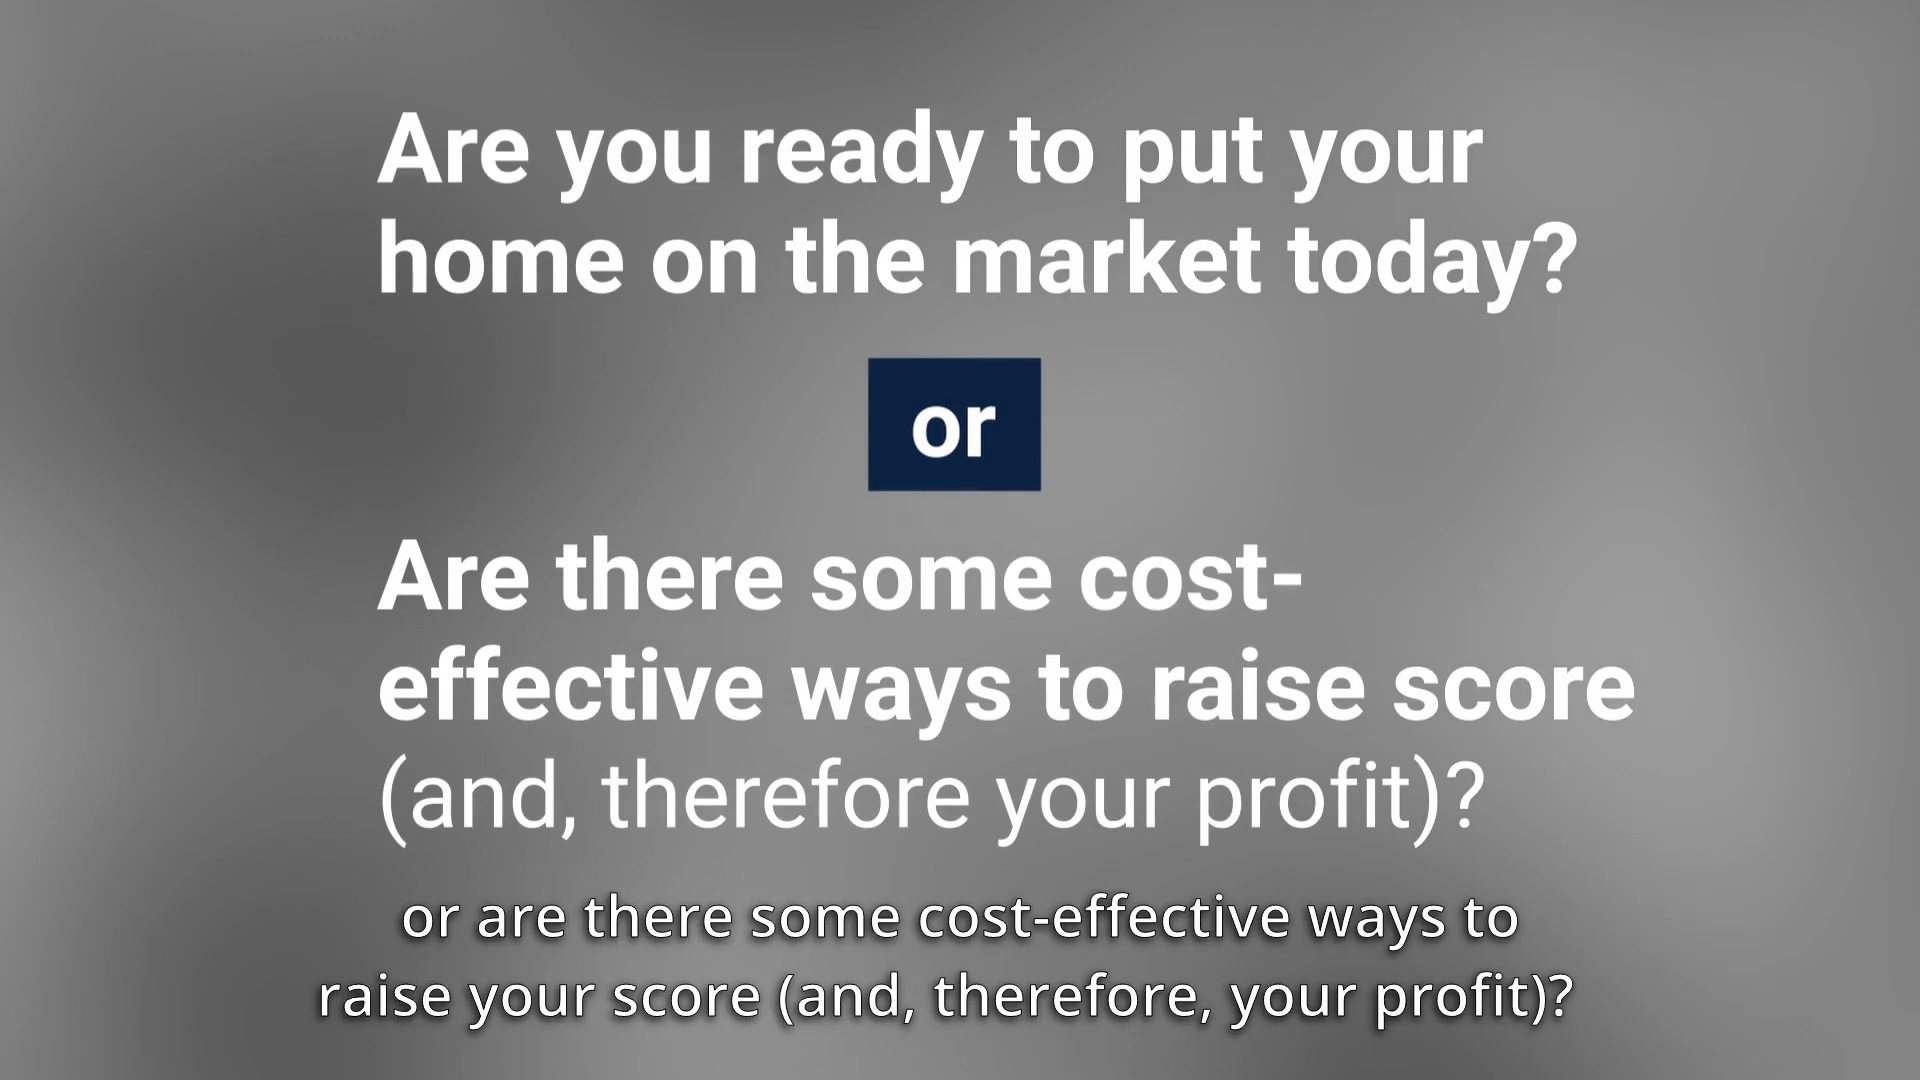 Are you ready to put your
home on the market today?
or
Are there some cost-
effective ways to raise score
(and, therefore your profit)?
or are there some cost-effective ways to
raise your score (and, therefore, your profit)?